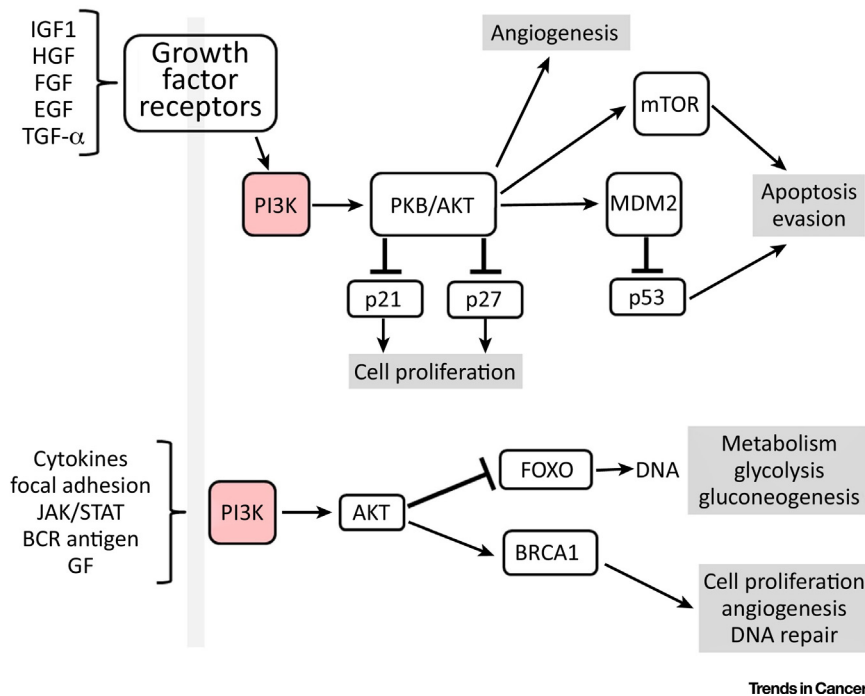 IGF1
HGF
FGF
EGF
TGF-α
Growth
factor
receptors
Angiogenesis
mTOR
PI3K
PKB/AKT
MDM2
Apoptosis
evasion
p21
p27
p53
Cell proliferation
Cytokines
focal adhesion
JAK/STAT
BCR antigen
GF
PI3K
AKT
FOXO
DNA
Metabolism
glycolysis
gluconeogenesis
BRCA1
Cell proliferation
angiogenesis
DNA repair
Trends in Cancer